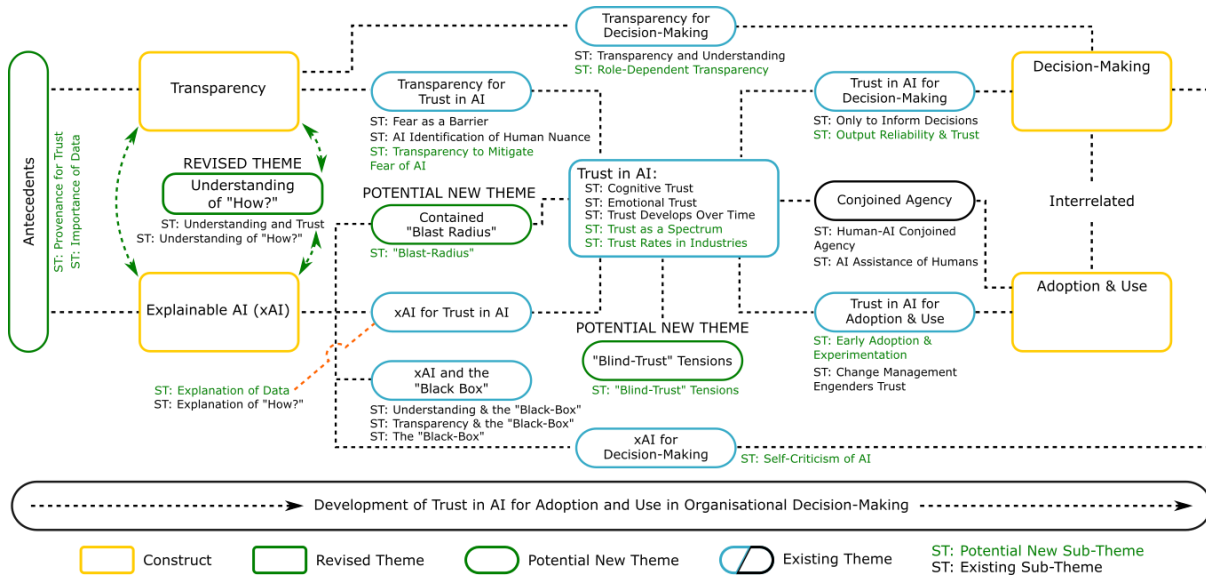 Antecedents
ST: Provenance for Trust
ST: Importance of Data
Transparency
REVISED THEME
Understanding
of "How?"
ST: Understanding and Trust
ST: Understanding of "How?"
Explainable AI (xAI)
ST: Explanation of Data
ST: Explanation of "How?"
Transparency for
Decision-Making
ST: Transparency and Understanding
ST: Role-Dependent Transparency
Transparency for
Trust in AI
ST: Fear as a Barrier
ST: AI Identification of Human Nuance
ST: Transparency to Mitigate
Fear of AI
POTENTIAL NEW THEME
Contained
"Blast Radius"
ST: "Blast-Radius"
xAI for Trust in AI
xAI and the
"Black Box"
ST: Understanding & the "Black-Box"
ST: Transparency & the "Black-Box"
ST: The "Black-Box"
Trust in AI:
ST: Cognitive Trust
ST: Emotional Trust
ST: Trust Develops Over Time
ST: Trust as a Spectrum
ST: Trust Rates in Industries
POTENTIAL NEW THEME
"Blind-Trust" Tensions
ST: "Blind-Trust" Tensions
xAI for
Decision-Making
ST: Self-Criticism of AI
Trust in AI for
Decision-Making
ST: Only to Inform Decisions
ST: Output Reliability & Trust
Conjoined Agency
ST: Human-AI Conjoined
Agency
ST: AI Assistance of Humans
Trust in AI for
Adoption & Use
ST: Early Adoption &
Experimentation
ST: Change Management
Engenders Trust
Decision-Making
Interrelated
Adoption & Use
Development of Trust in AI for Adoption and Use in Organisational Decision-Making
Construct
Revised Theme
Potential New Theme
Existing Theme
ST: Potential New Sub-Theme
ST: Existing Sub-Theme